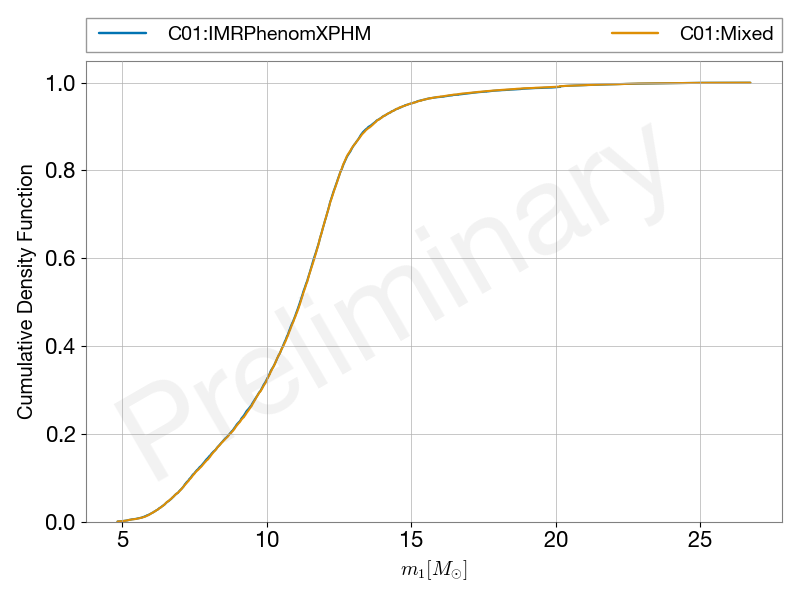 C01:IMRPhenomXPHM C01:Mixed
1.0
0.8
0.6
0.4
0.2
0.0
Cumulative Density Function
Preliminary
5 10 15 20 25
m₁[M☉]